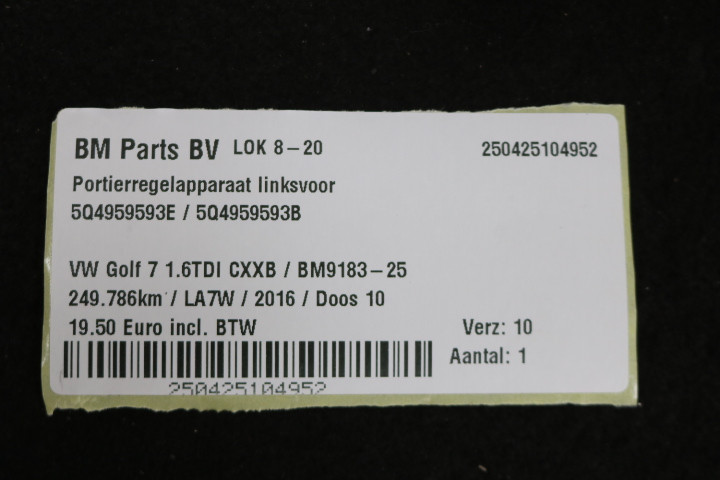 BM Parts BV LOK 8-20 250425104952
Portierregelapparaat linksvoor
5Q4959593E / 5Q4959593B
VW Golf 7 1.6TDI CXXB / BM9183-25
249.786km / LA7W / 2016 / Doos 10
19.50 Euro incl. BTW Verz: 10
Aantal: 1
250425104952